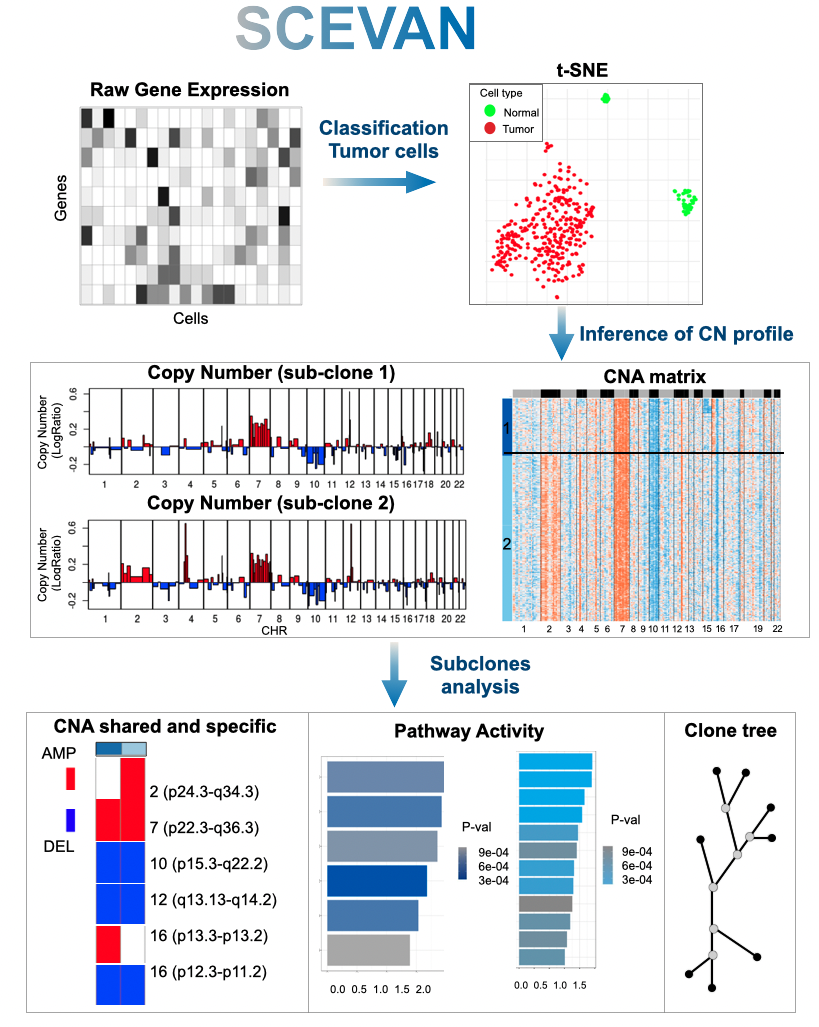 SCEVAN
Raw Gene Expression
Genes
Cells
Classification
Tumor cells
t-SNE
Cell type
Normal
Tumor
Inference of CN profile
Copy Number (sub-clone 1)
Copy Number
(LogRatio)
0.6
0.2
-0.2
1 2 3 4 5 6 7 8 9 10 11 12 13 14 15 16 17 18 20 22
Copy Number (sub-clone 2)
Copy Number
(LogRatio)
0.6
0.2
-0.2
1 2 3 4 5 6 7 8 9 10 11 12 13 14 15 16 17 18 20 22
CHR
CNA matrix
1
2
1 2 3 4 5 6 7 8 9 10 11 12 13 15 16 17 19 22
Subclones
analysis
CNA shared and specific
AMP
DEL
2 (p24.3-q34.3)
7 (p22.3-q36.3)
10 (p15.3-q22.2)
12 (q13.13-q14.2)
16 (p13.3-p13.2)
16 (p12.3-p11.2)
Pathway Activity
P-val
9e-04
6e-04
3e-04
0.0 0.5 1.0 1.5 2.0
P-val
9e-04
6e-04
3e-04
0.0 0.5 1.0 1.5
Clone tree